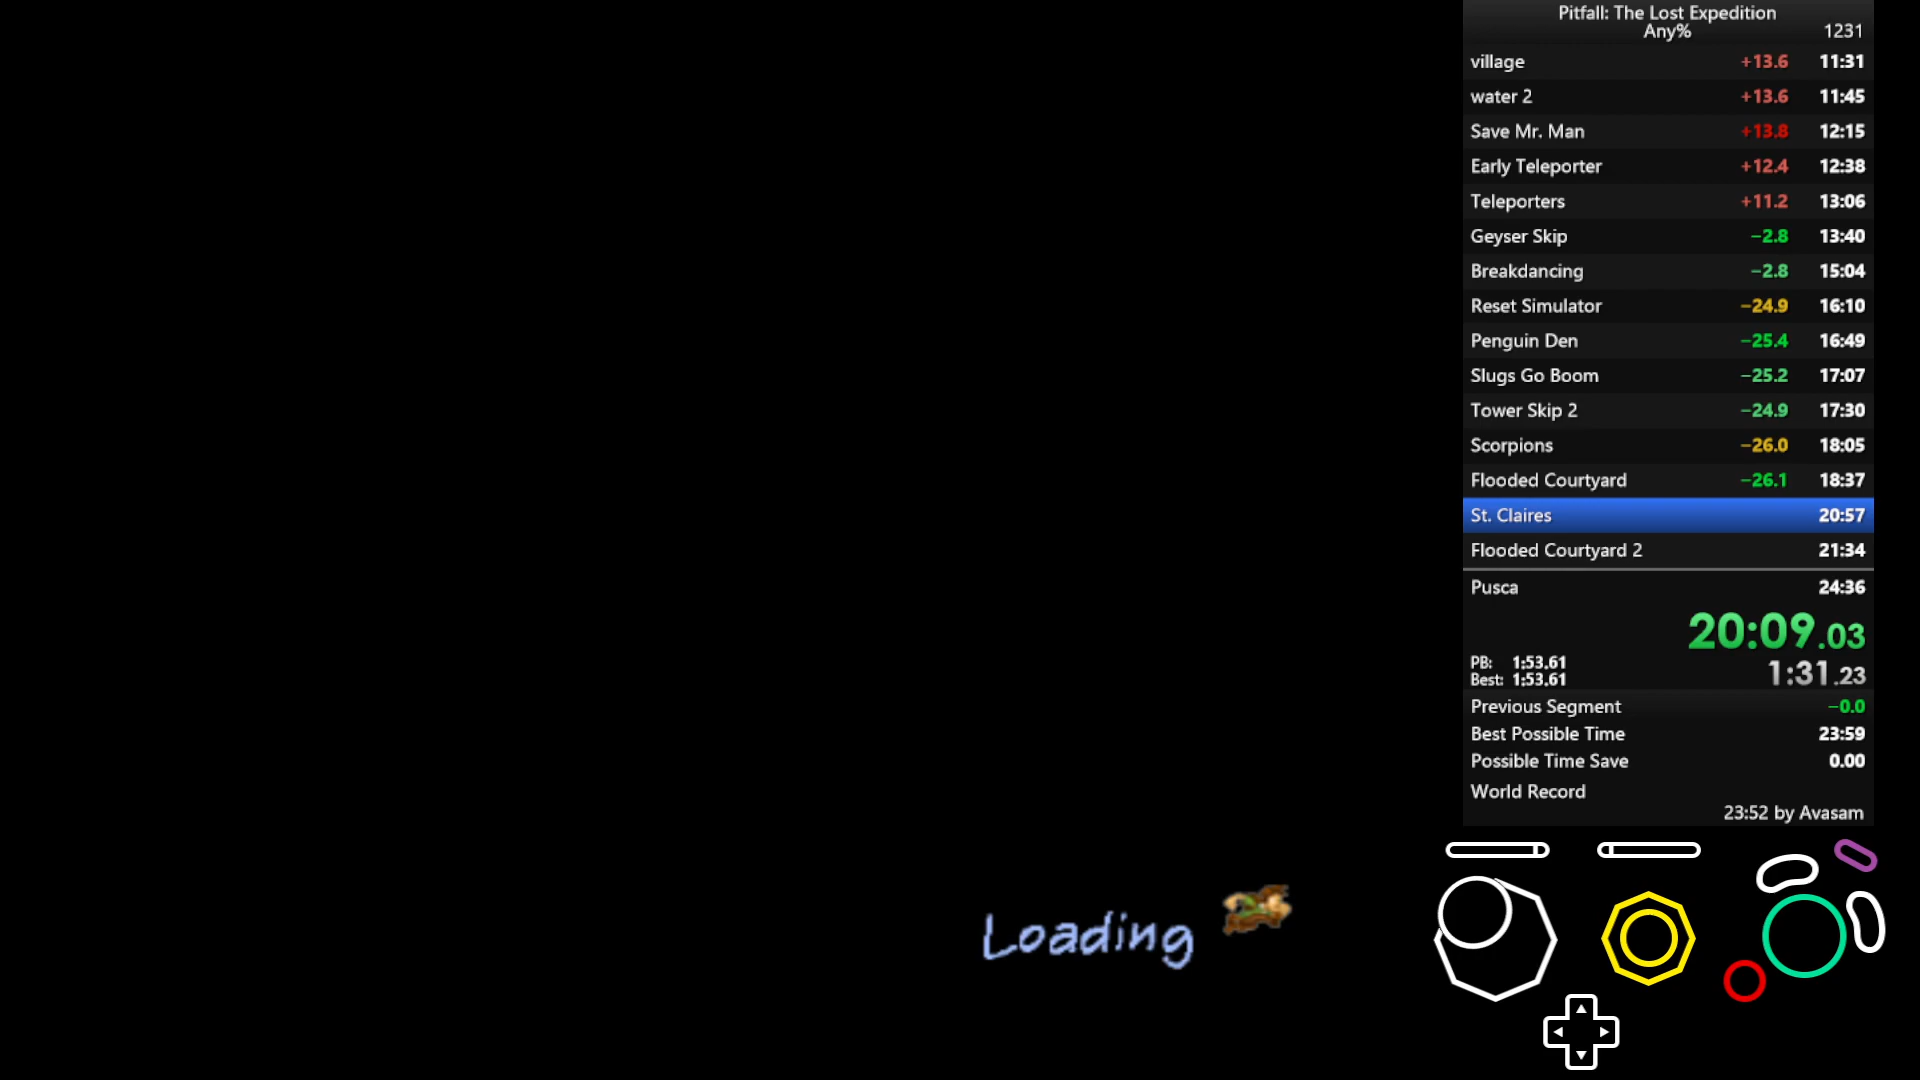 Pitfall: The Lost Expedition
Any% 1231
village +13.6 11:31
water 2 +13.6 11:45
Save Mr. Man +13.8 12:15
Early Teleporter +12.4 12:38
Teleporters +11.2 13:06
Geyser Skip −2.8 13:40
Breakdancing −2.8 15:04
Reset Simulator −24.9 16:10
Penguin Den −25.4 16:49
Slugs Go Boom −25.2 17:07
Tower Skip 2 −24.9 17:30
Scorpions −26.0 18:05
Flooded Courtyard −26.1 18:37
St. Claires 20:57
Flooded Courtyard 2 21:34
Pusca 24:36
20:09.03
PB: 1:53.61
Best: 1:53.61
1:31.23
Previous Segment −0.0
Best Possible Time 23:59
Possible Time Save 0.00
World Record
23:52 by Avasam
Loading